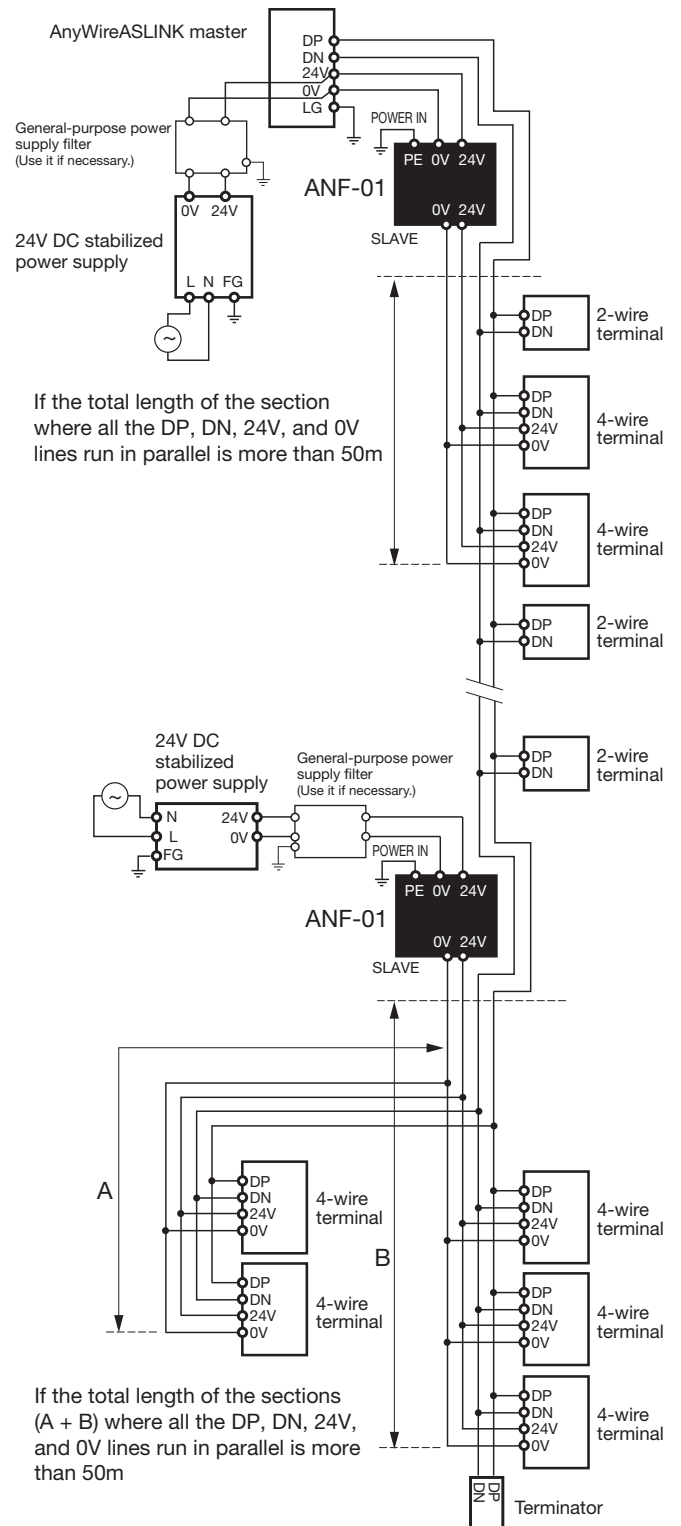 AnyWireASLINK master
DP
DN
24V
0V
LG
General-purpose power
supply filter
(Use it if necessary.)
POWER IN
PE 0V 24V
ANF-01
0V 24V
SLAVE
0V 24V
24V DC stabilized
power supply
L N FG
~
DP
DN
2-wire
terminal
If the total length of the section
where all the DP, DN, 24V, and 0V
lines run in parallel is more than 50m
DP
DN
24V
0V
4-wire
terminal
DP
DN
24V
0V
4-wire
terminal
DP
DN
2-wire
terminal
DP
DN
2-wire
terminal
24V DC
stabilized
power supply
General-purpose power
supply filter
(Use it if necessary.)
~
N
L
FG
24V
0V
POWER IN
PE 0V 24V
ANF-01
0V 24V
SLAVE
A
B
DP
DN
24V
0V
4-wire
terminal
DP
DN
24V
0V
4-wire
terminal
DP
DN
24V
0V
4-wire
terminal
DP
DN
24V
0V
4-wire
terminal
DP
DN
24V
0V
4-wire
terminal
If the total length of the sections
(A + B) where all the DP, DN, 24V,
and 0V lines run in parallel is more
than 50m
DN
DP
Terminator